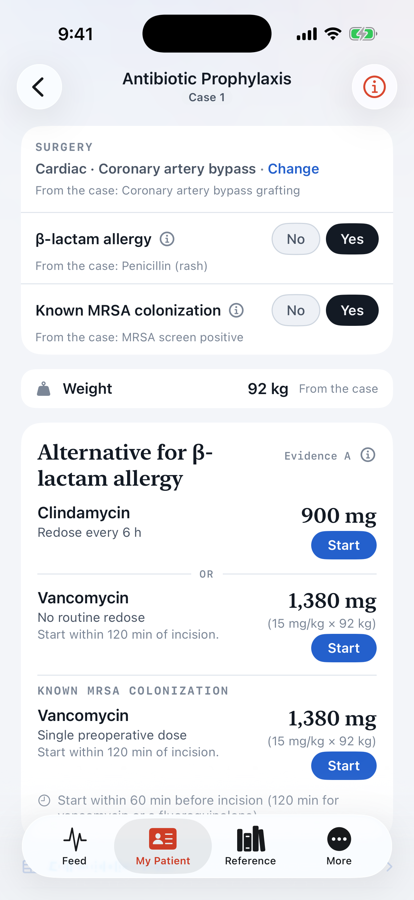 9:41
Antibiotic Prophylaxis
Case 1
SURGERY
Cardiac · Coronary artery bypass · Change
From the case: Coronary artery bypass grafting
β-lactam allergy
No
Yes
From the case: Penicillin (rash)
Known MRSA colonization
No
Yes
From the case: MRSA screen positive
Weight
92 kg
From the case
Alternative for β-
lactam allergy
Evidence A
Clindamycin
900 mg
Redose every 6 h
Start
OR
Vancomycin
1,380 mg
No routine redose
(15 mg/kg × 92 kg)
Start within 120 min of incision.
Start
KNOWN MRSA COLONIZATION
Vancomycin
1,380 mg
Single preoperative dose
(15 mg/kg × 92 kg)
Start within 120 min of incision.
Start
Start within 60 min before incision (120 min for
Feed
My Patient
Reference
More